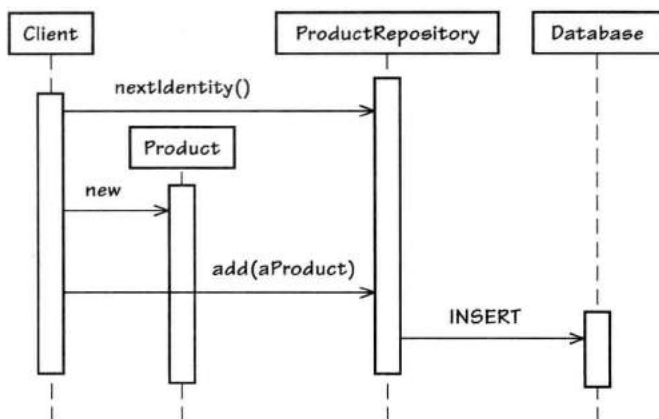 Client
ProductRepository
Database
nextIdentity()
Product
new
add(aProduct)
INSERT